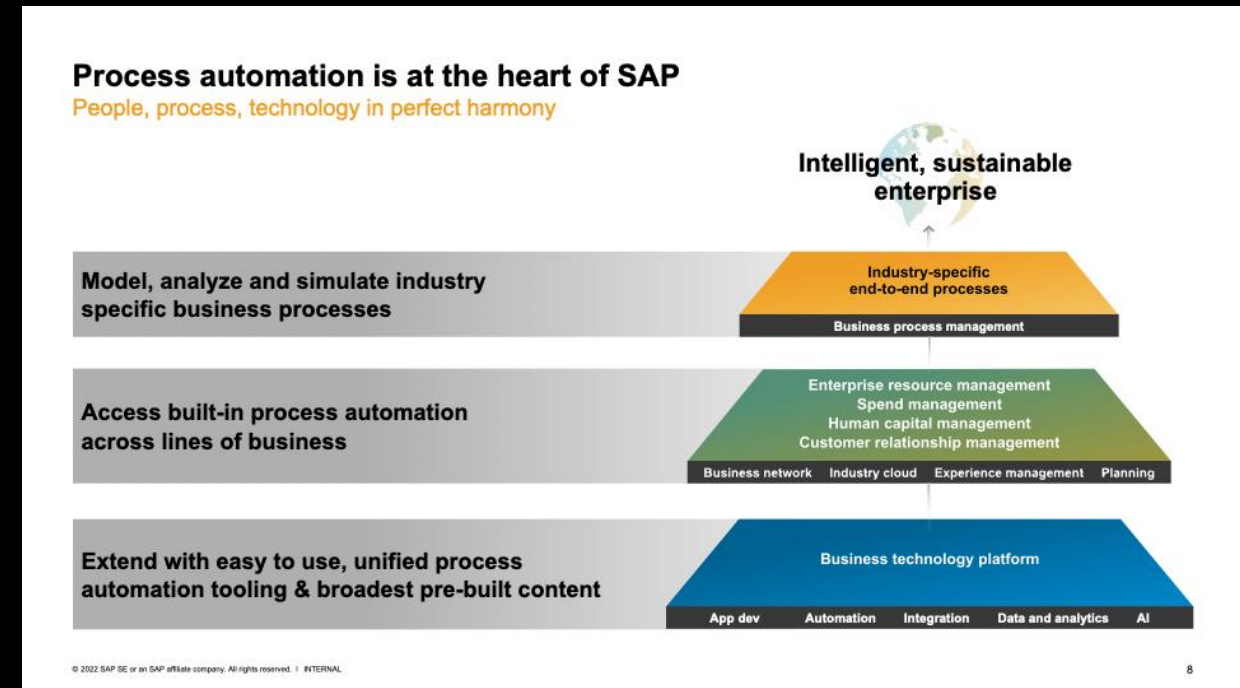 Process automation is at the heart of SAP
People, process, technology in perfect harmony
Intelligent, sustainable
enterprise
Model, analyze and simulate industry
specific business processes
Industry-specific
end-to-end processes
Business process management
Access built-in process automation
across lines of business
Enterprise resource management
Spend management
Human capital management
Customer relationship management
Business network Industry cloud Experience management Planning
Extend with easy to use, unified process
automation tooling & broadest pre-built content
Business technology platform
App dev Automation Integration Data and analytics AI
© 2022 SAP SE or an SAP affiliate company. All rights reserved. | INTERNAL
8